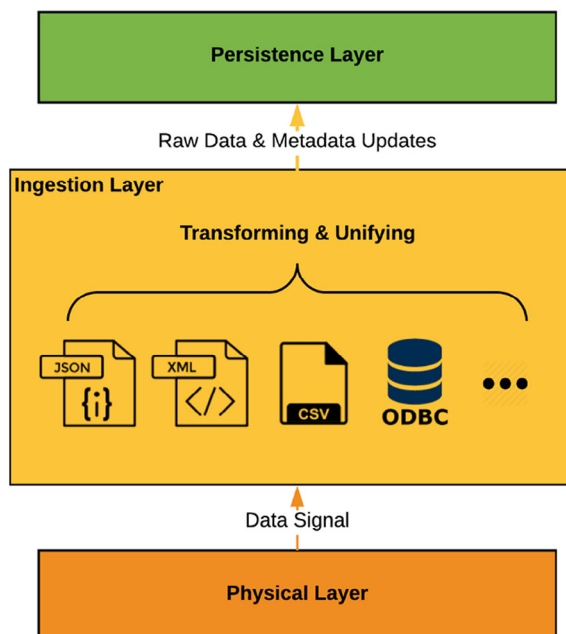 Persistence Layer
Raw Data & Metadata Updates
Ingestion Layer
Transforming & Unifying
JSON
{i}
XML
</>
CSV
ODBC
Data Signal
Physical Layer